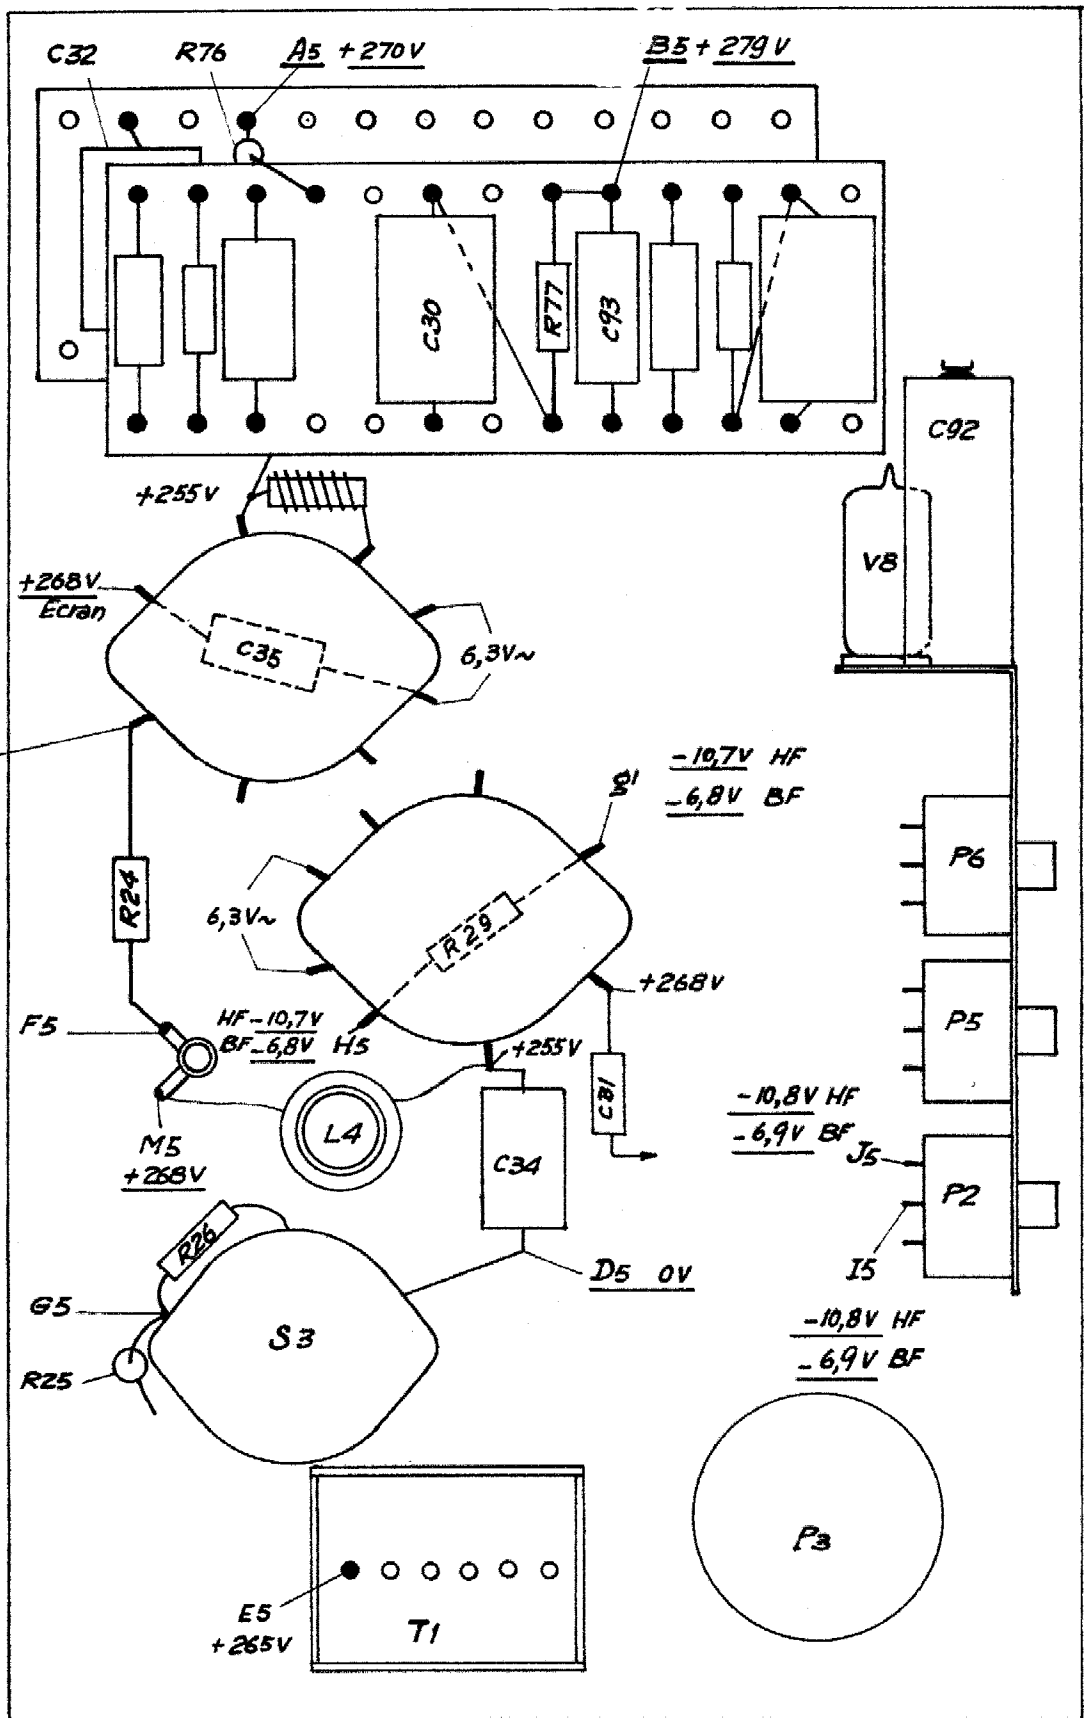 C32 R76 A5 +270V B5 + 279V
C30 R77 C93
C92
+255V
V8
+268V
Ecran
C35
6,3V~
-10,7V HF
g1
-6,8V BF
P6
R24
6,3V~
R29
+268V
F5
HF-10,7V
BF-6,8V H5
P5
+255V
C31
L4
-10,8V HF
-6,9V BF
M5
+268V
C34
J5
P2
R26
D5 0V
I5
G5
S3
-10,8V HF
-6,9V BF
R25
P3
E5
+265V
T1